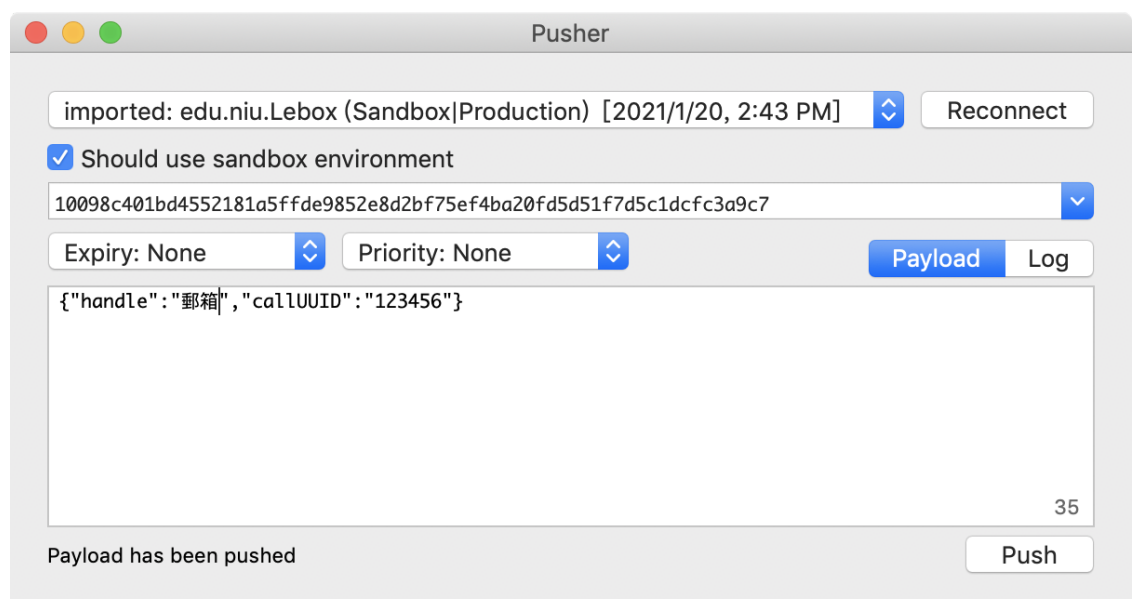 Pusher
imported: edu.niu.Lebox (Sandbox|Production) [2021/1/20, 2:43 PM]
Reconnect
Should use sandbox environment
10098c401bd4552181a5ffde9852e8d2bf75ef4ba20fd5d51f7d5c1dcfc3a9c7
Expiry: None
Priority: None
Payload
Log
{"handle":"郵箱","callUUID":"123456"}
35
Payload has been pushed
Push